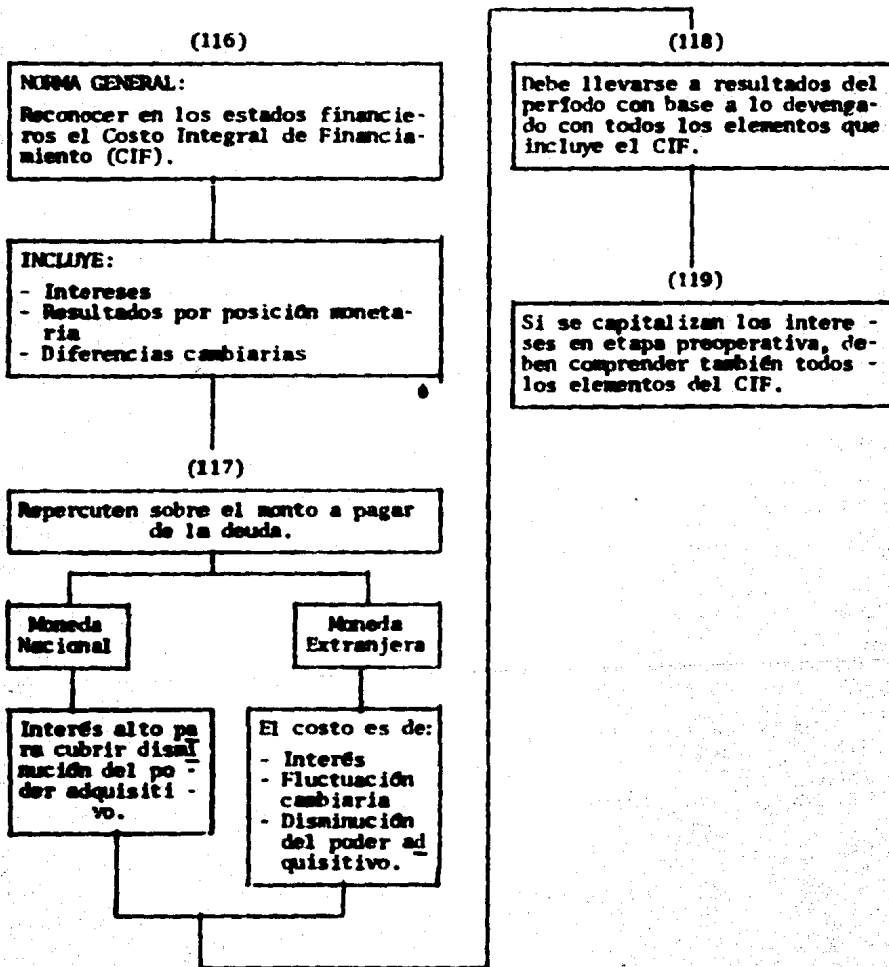 (116)
NORMA GENERAL:
Reconocer en los estados financie-
ros el Costo Integral de Financia-
miento (CIF).
INCLUYE:
- Intereses
- Resultados por posición moneta-
ria
- Diferencias cambiarias
(117)
Repercuten sobre el monto a pagar
de la deuda.
Moneda
Nacional
Moneda
Extranjera
Interés alto pa
ra cubrir dismi
nución del po -
der adquisiti -
vo.
El costo es de:
- Interés
- Fluctuación
cambiaria
- Disminución
del poder ad
quisitivo.
(118)
Debe llevarse a resultados del
período con base a lo devenga-
do con todos los elementos que
incluye el CIF.
(119)
Si se capitalizan los intere -
ses en etapa preoperativa, de-
ben comprender también todos -
los elementos del CIF.